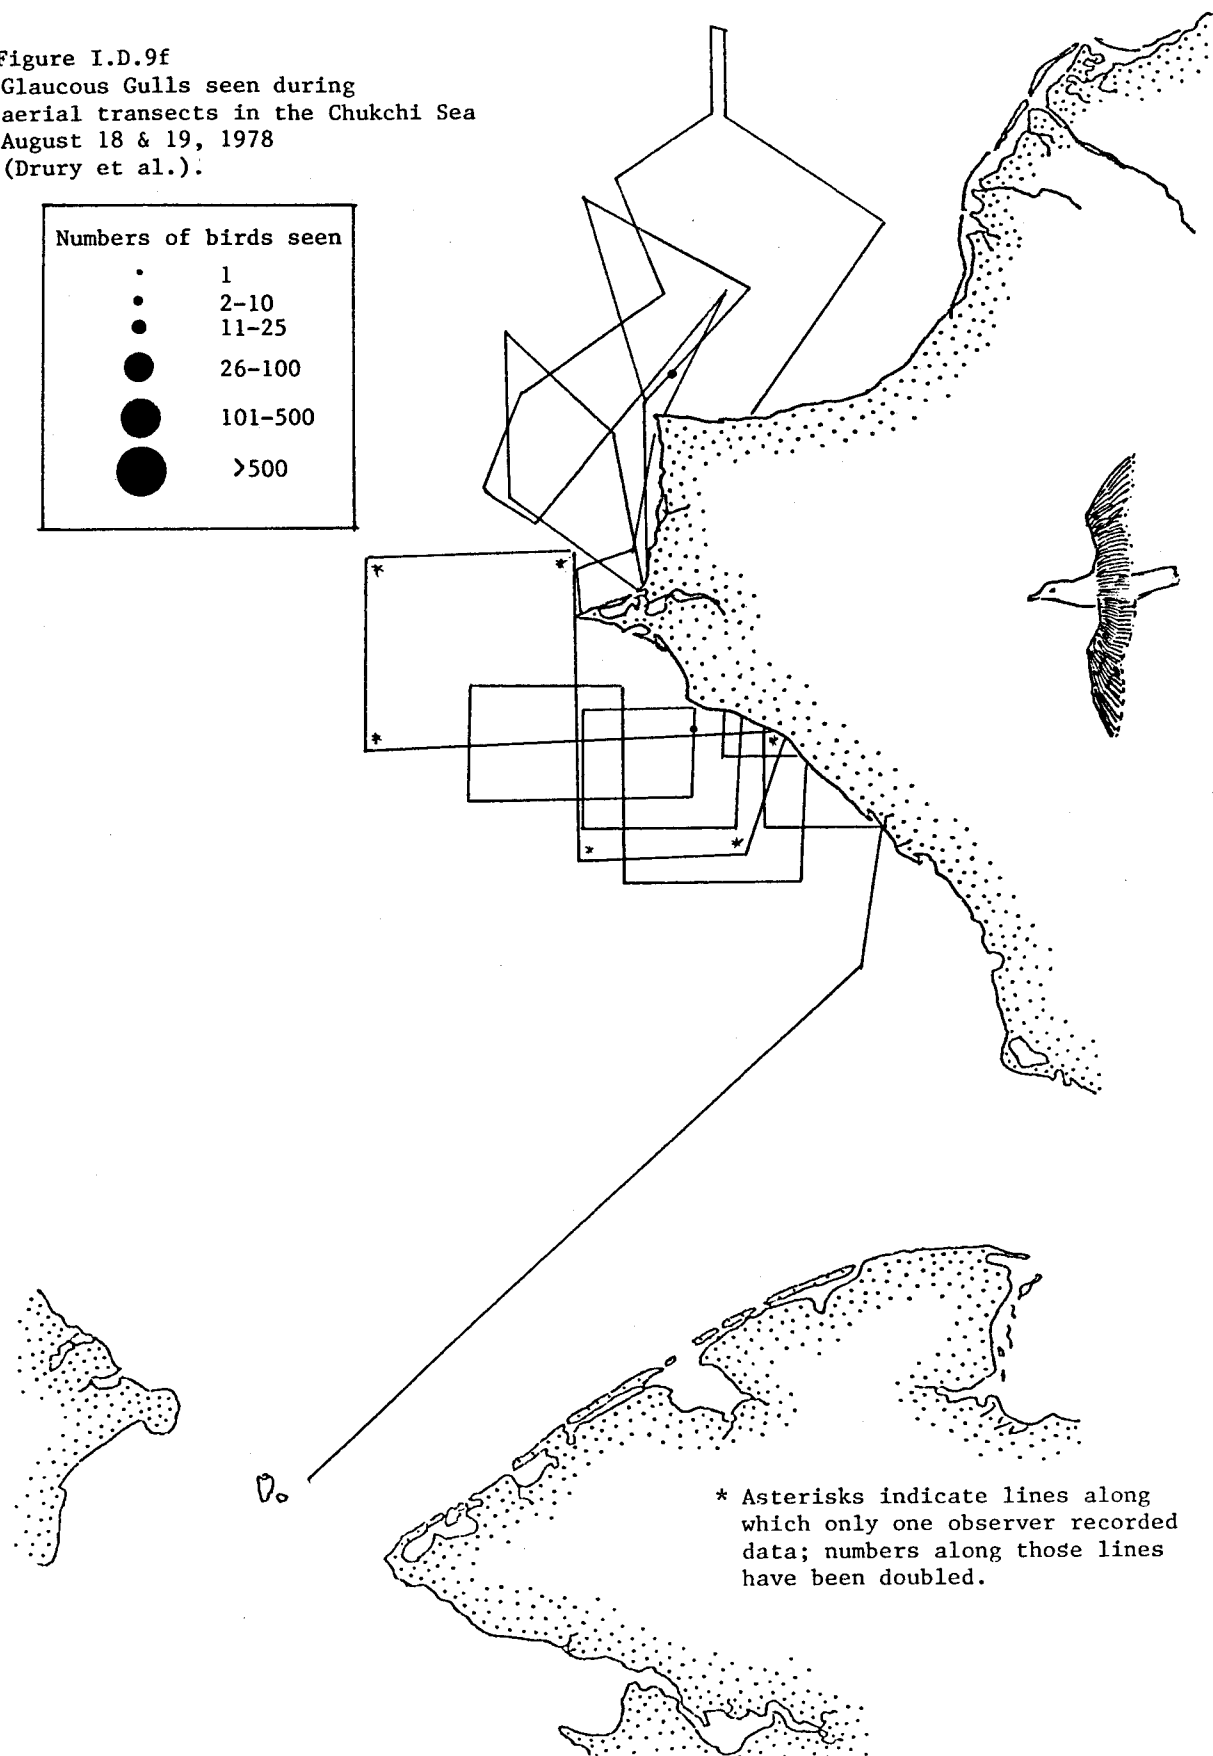 Figure I.D.9f
Glaucous Gulls seen during
aerial transects in the Chukchi Sea
August 18 & 19, 1978
(Drury et al.).
Numbers of birds seen
1
2-10
11-25
26-100
101-500
>500
* Asterisks indicate lines along
which only one observer recorded
data; numbers along those lines
have been doubled.